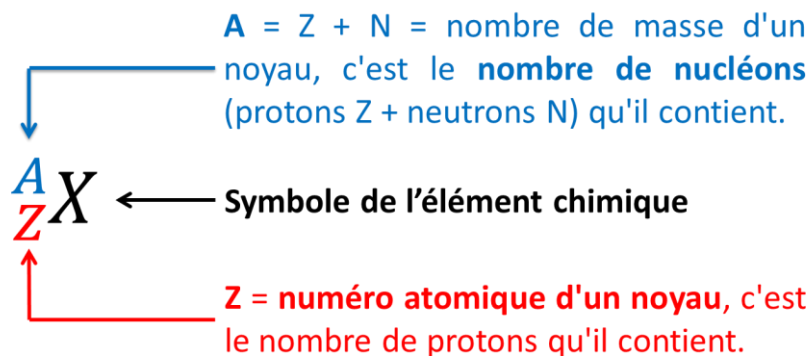 A = Z + N = nombre de masse d'un
noyau, c'est le nombre de nucléons
(protons Z + neutrons N) qu'il contient.
A
Z
X
Symbole de l'élément chimique
Z = numéro atomique d'un noyau, c'est
le nombre de protons qu'il contient.